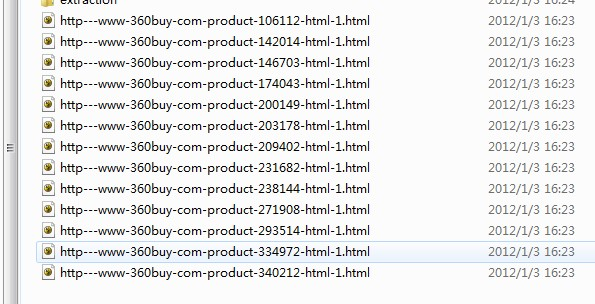 extraction 2012/1/3 16:24
http---www-360buy-com-product-106112-html-1.html 2012/1/3 16:23
http---www-360buy-com-product-142014-html-1.html 2012/1/3 16:23
http---www-360buy-com-product-146703-html-1.html 2012/1/3 16:23
http---www-360buy-com-product-174043-html-1.html 2012/1/3 16:23
http---www-360buy-com-product-200149-html-1.html 2012/1/3 16:23
http---www-360buy-com-product-203178-html-1.html 2012/1/3 16:23
http---www-360buy-com-product-209402-html-1.html 2012/1/3 16:23
http---www-360buy-com-product-231682-html-1.html 2012/1/3 16:23
http---www-360buy-com-product-238144-html-1.html 2012/1/3 16:23
http---www-360buy-com-product-271908-html-1.html 2012/1/3 16:23
http---www-360buy-com-product-293514-html-1.html 2012/1/3 16:23
http---www-360buy-com-product-334972-html-1.html 2012/1/3 16:23
http---www-360buy-com-product-340212-html-1.html 2012/1/3 16:23